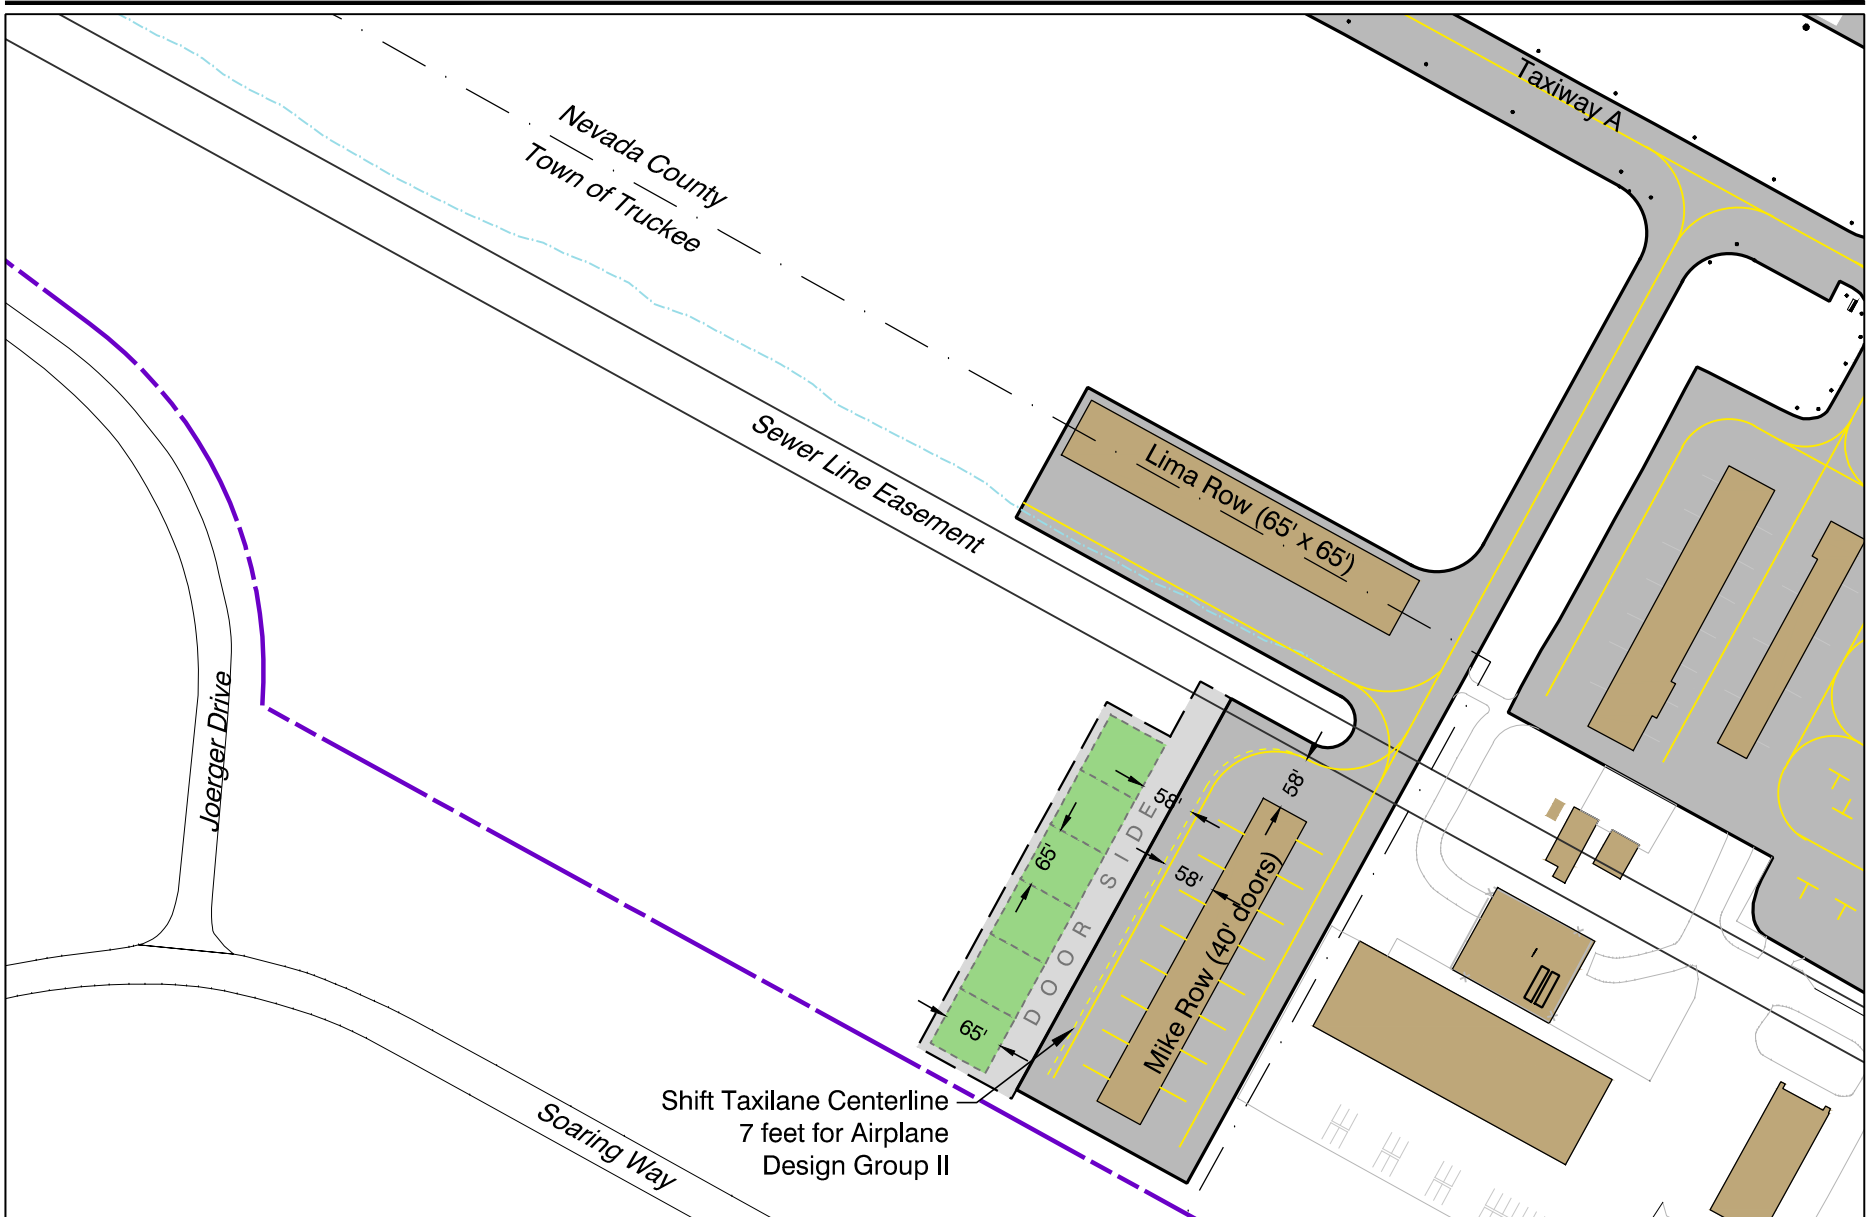 Taxiway A
Nevada County
Town of Truckee
Sewer Line Easement
Lima Row (65' x 65')
Joerger Drive
58'
58'
58'
65'
65'
DOOR SIDE
Mike Row (40' doors)
Shift Taxilane Centerline
7 feet for Airplane
Design Group II
Soaring Way